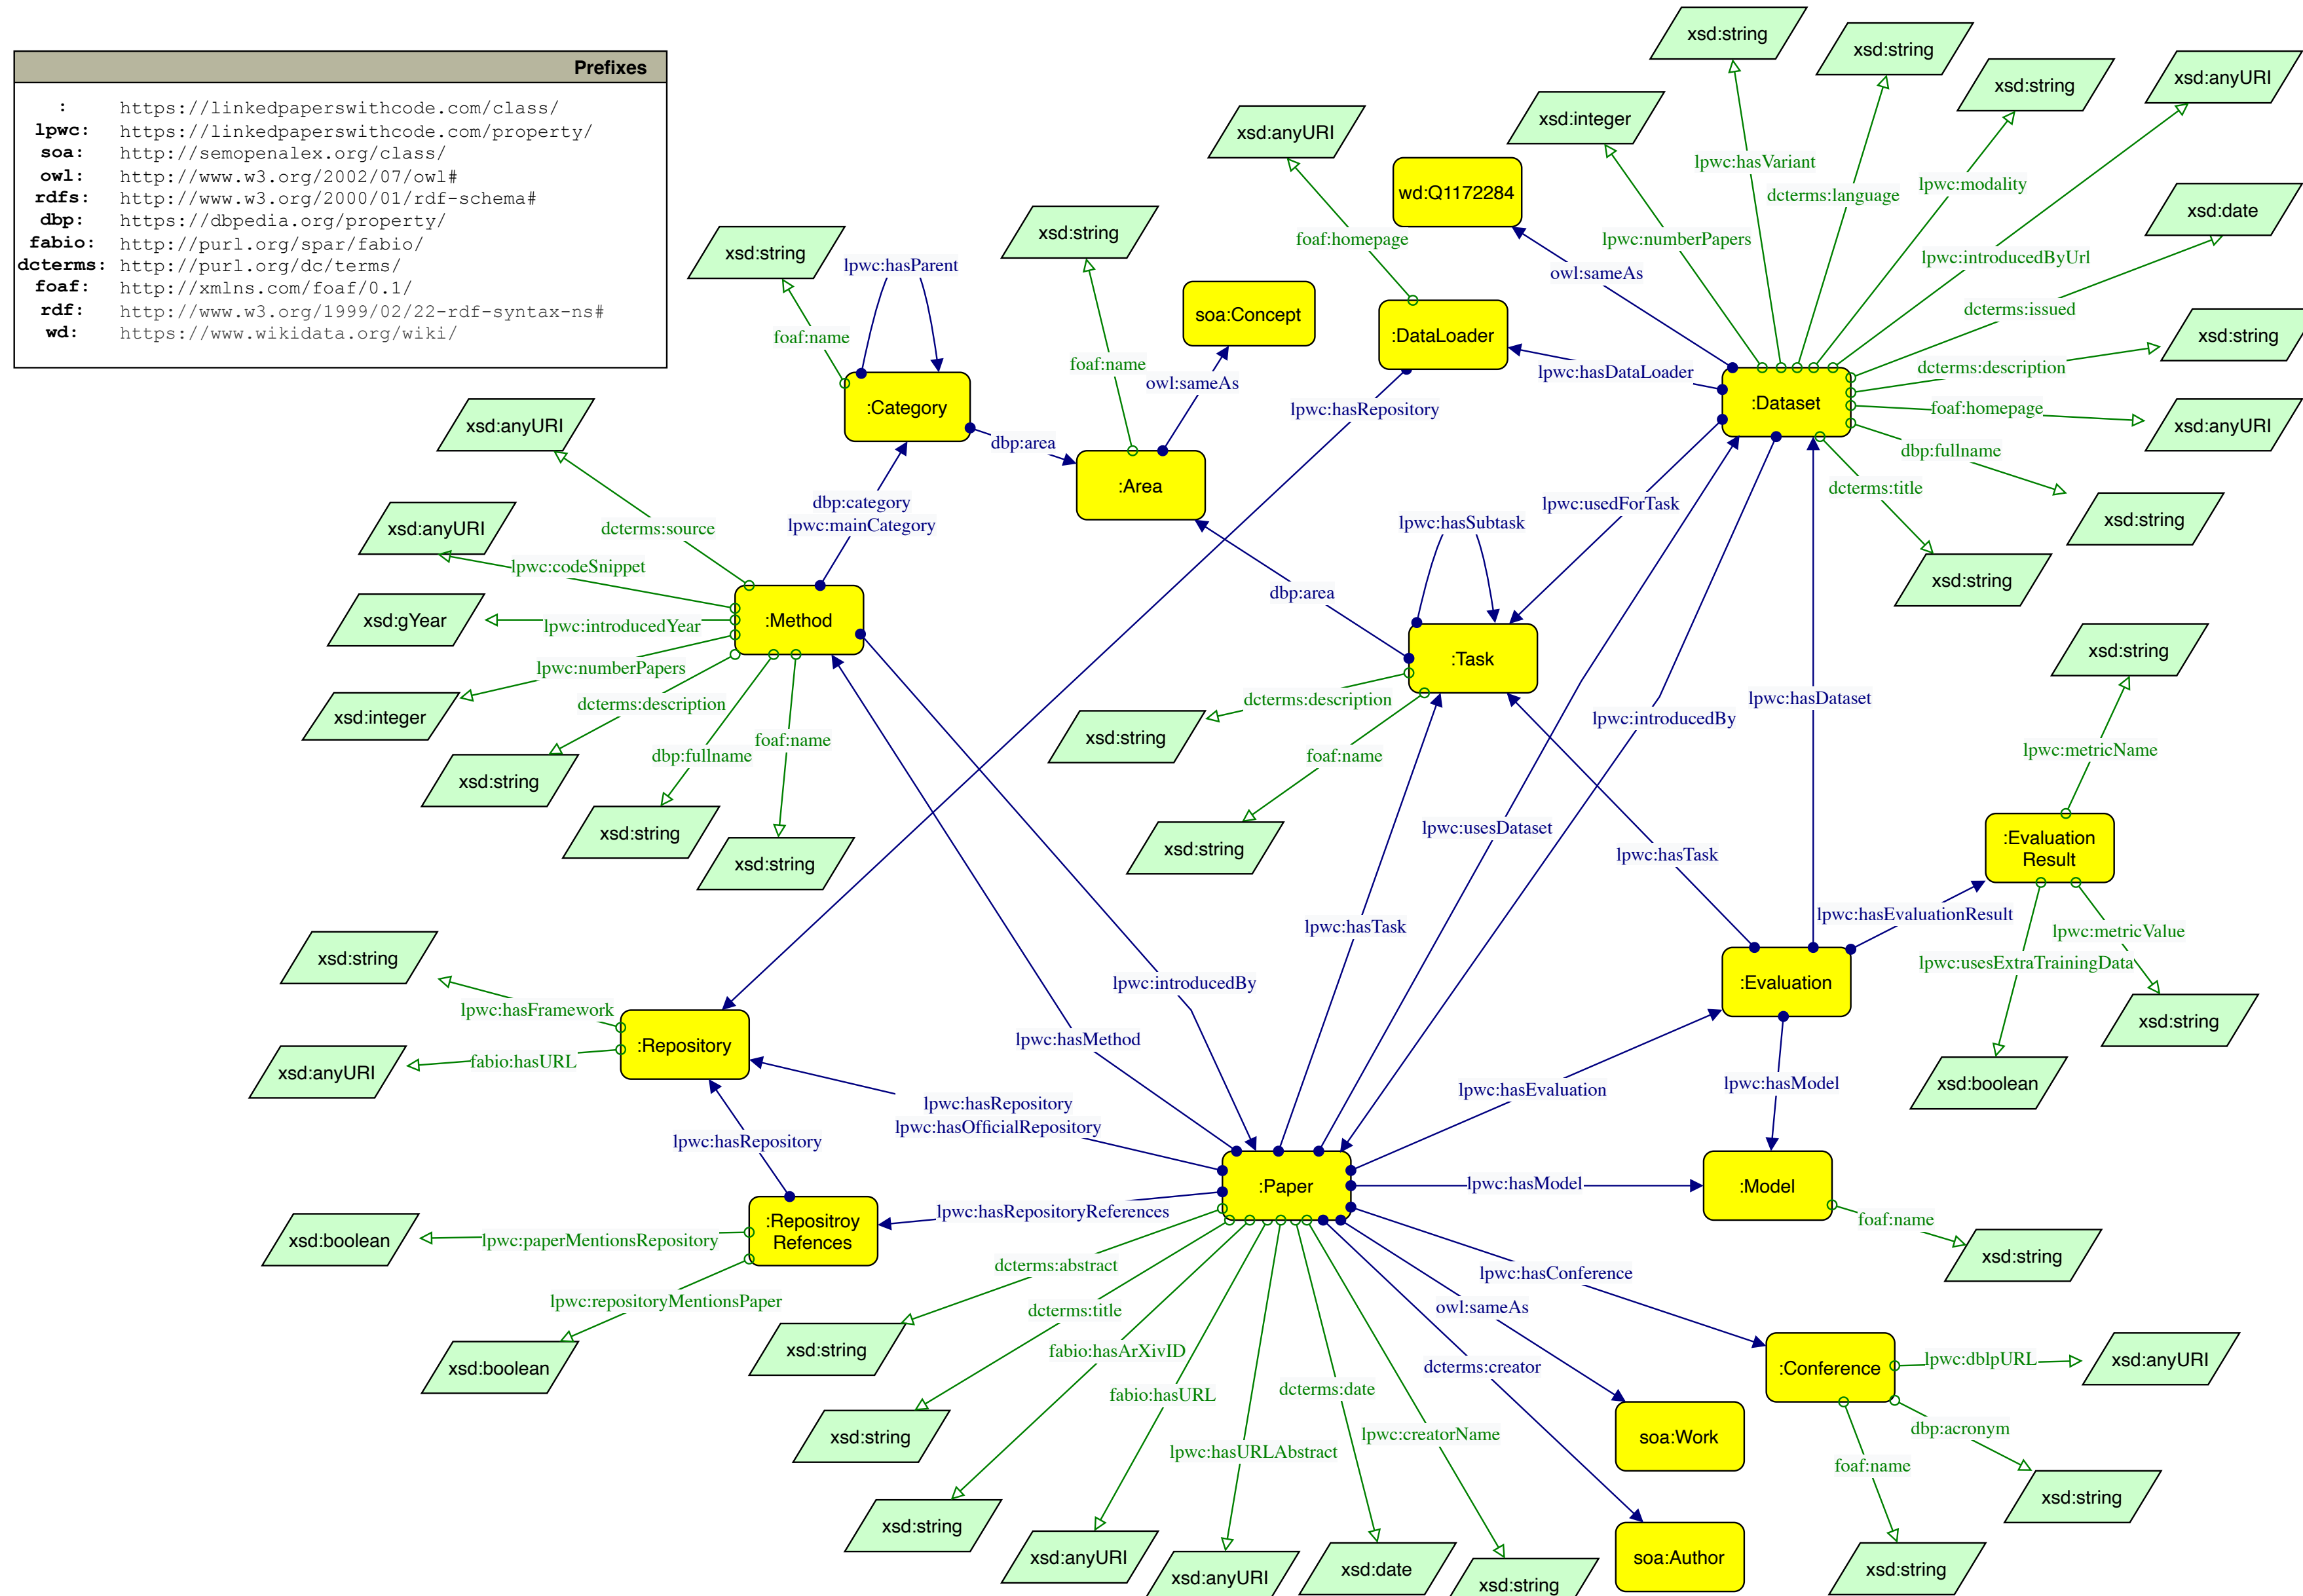 Prefixes
: https://linkedpaperswithcode.com/class/
lpwc: https://linkedpaperswithcode.com/property/
soa: http://semopenalex.org/class/
owl: http://www.w3.org/2002/07/owl#
rdfs: http://www.w3.org/2000/01/rdf-schema#
dbp: https://dbpedia.org/property/
fabio: http://purl.org/spar/fabio/
dcterms: http://purl.org/dc/terms/
foaf: http://xmlns.com/foaf/0.1/
rdf: http://www.w3.org/1999/02/22-rdf-syntax-ns#
wd: https://www.wikidata.org/wiki/
xsd:string
xsd:string
xsd:string
xsd:anyURI
xsd:integer
xsd:anyURI
lpwc:hasVariant
dcterms:language
lpwc:modality
wd:Q1172284
xsd:date
xsd:string
xsd:string
foaf:homepage
lpwc:numberPapers
lpwc:introducedByUrl
lpwc:hasParent
owl:sameAs
dcterms:issued
soa:Concept
:DataLoader
xsd:string
foaf:name
foaf:name
owl:sameAs
lpwc:hasDataLoader
dcterms:description
:Category
lpwc:hasRepository
:Dataset
foaf:homepage
xsd:anyURI
xsd:anyURI
dbp:area
dbp:fullname
:Area
dcterms:title
dbp:category
lpwc:mainCategory
lpwc:usedForTask
lpwc:hasSubtask
xsd:string
xsd:anyURI
dcterms:source
lpwc:codeSnippet
xsd:string
dbp:area
xsd:gYear
lpwc:introducedYear
:Method
:Task
xsd:string
lpwc:numberPapers
dcterms:description
dcterms:description
lpwc:hasDataset
xsd:integer
lpwc:introducedBy
foaf:name
xsd:string
foaf:name
lpwc:metricName
dbp:fullname
xsd:string
xsd:string
xsd:string
xsd:string
lpwc:usesDataset
lpwc:hasTask
:Evaluation
Result
lpwc:hasTask
lpwc:hasEvaluationResult
lpwc:metricValue
xsd:string
lpwc:usesExtraTrainingData
lpwc:introducedBy
:Evaluation
lpwc:hasFramework
xsd:string
lpwc:hasMethod
:Repository
fabio:hasURL
xsd:anyURI
lpwc:hasModel
xsd:boolean
lpwc:hasEvaluation
lpwc:hasRepository
lpwc:hasOfficialRepository
lpwc:hasRepository
:Paper
lpwc:hasModel
:Model
lpwc:hasRepositoryReferences
foaf:name
:Repositroy
Refences
xsd:boolean
lpwc:paperMentionsRepository
xsd:string
dcterms:abstract
lpwc:hasConference
lpwc:repositoryMentionsPaper
dcterms:title
owl:sameAs
xsd:string
fabio:hasArXivID
xsd:boolean
dcterms:creator
:Conference
lpwc:dblpURL
xsd:anyURI
fabio:hasURL
dcterms:date
xsd:string
lpwc:hasURLAbstract
lpwc:creatorName
soa:Work
dbp:acronym
foaf:name
xsd:string
xsd:string
xsd:anyURI
xsd:anyURI
xsd:date
xsd:string
soa:Author
xsd:string